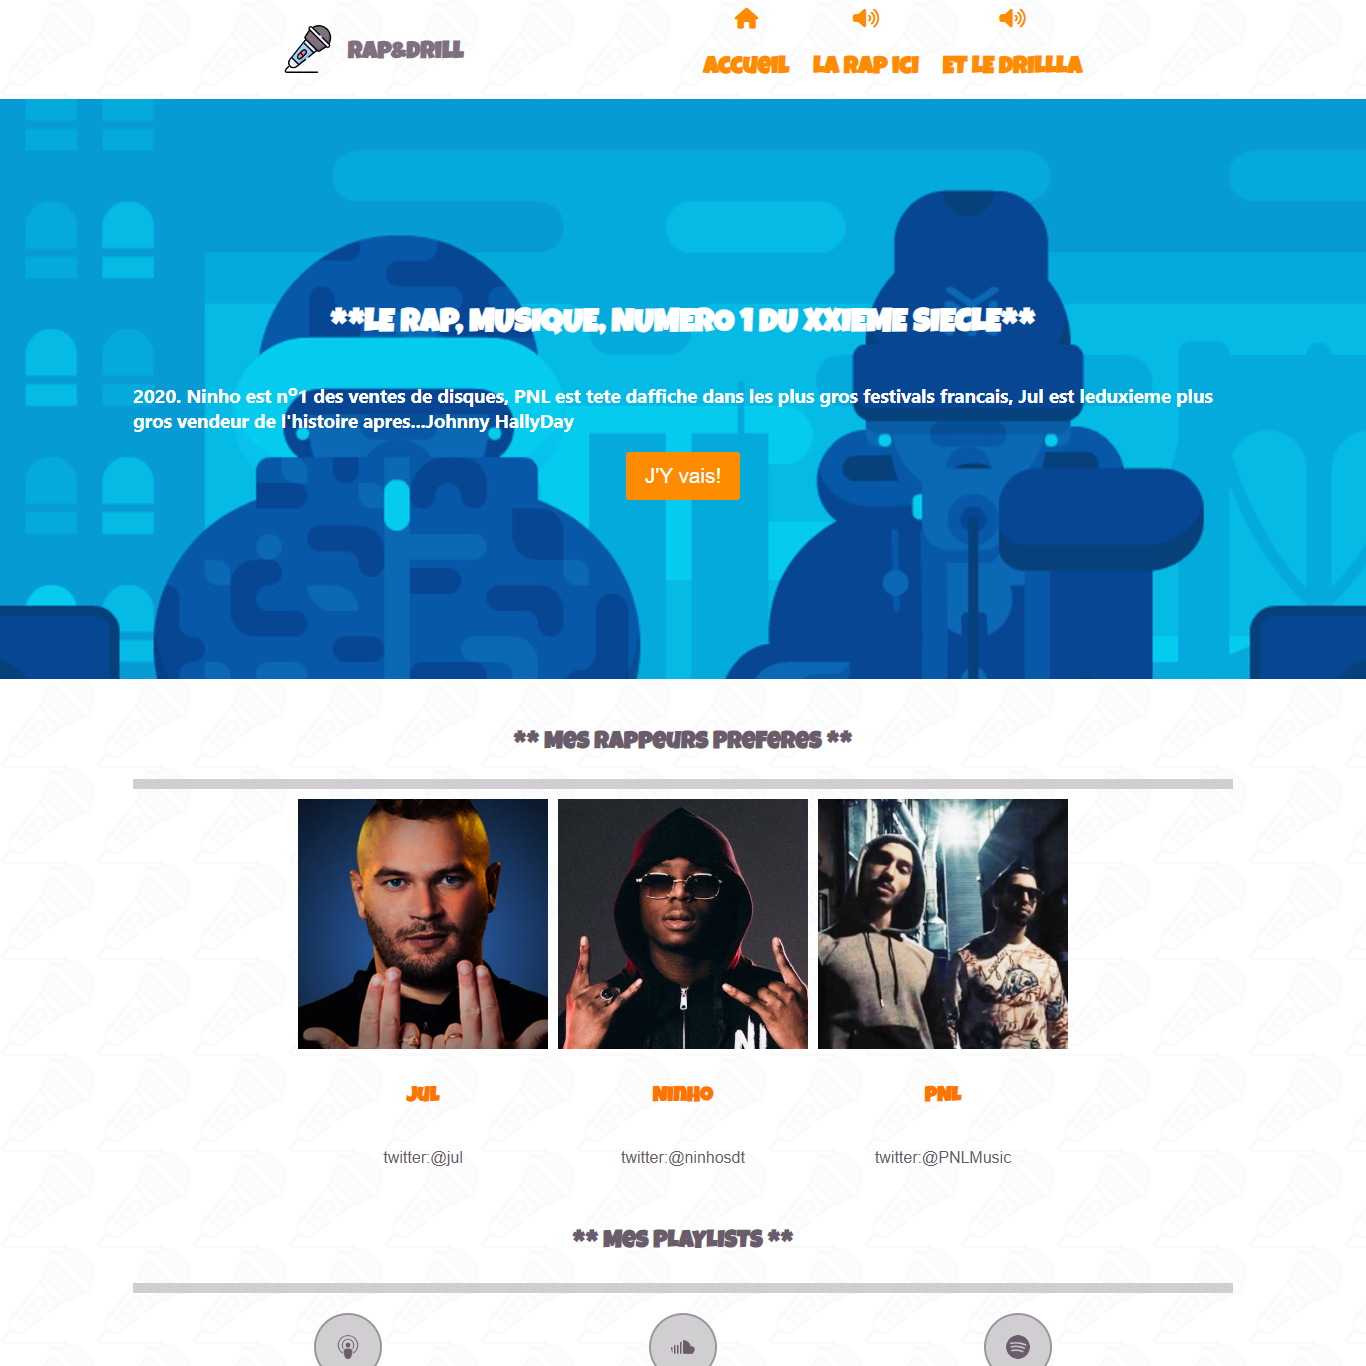 RAP&DRILL
ACCUEIL
LA RAP ICI
ET LE DRILLLA
**LE RAP, MUSIQUE, NUMERO 1 DU XXIEME SIECLE**
2020. Ninho est nº1 des ventes de disques, PNL est tete daffiche dans les plus gros festivals francais, Jul est leduxieme plus
gros vendeur de l'histoire apres...Johnny HallyDay
J'Y vais!
** Mes Rappeurs Preferes **
Jul
Ninho
PNL
twitter:@jul
twitter:@ninhosdt
twitter:@PNLMusic
** Mes Playlists **